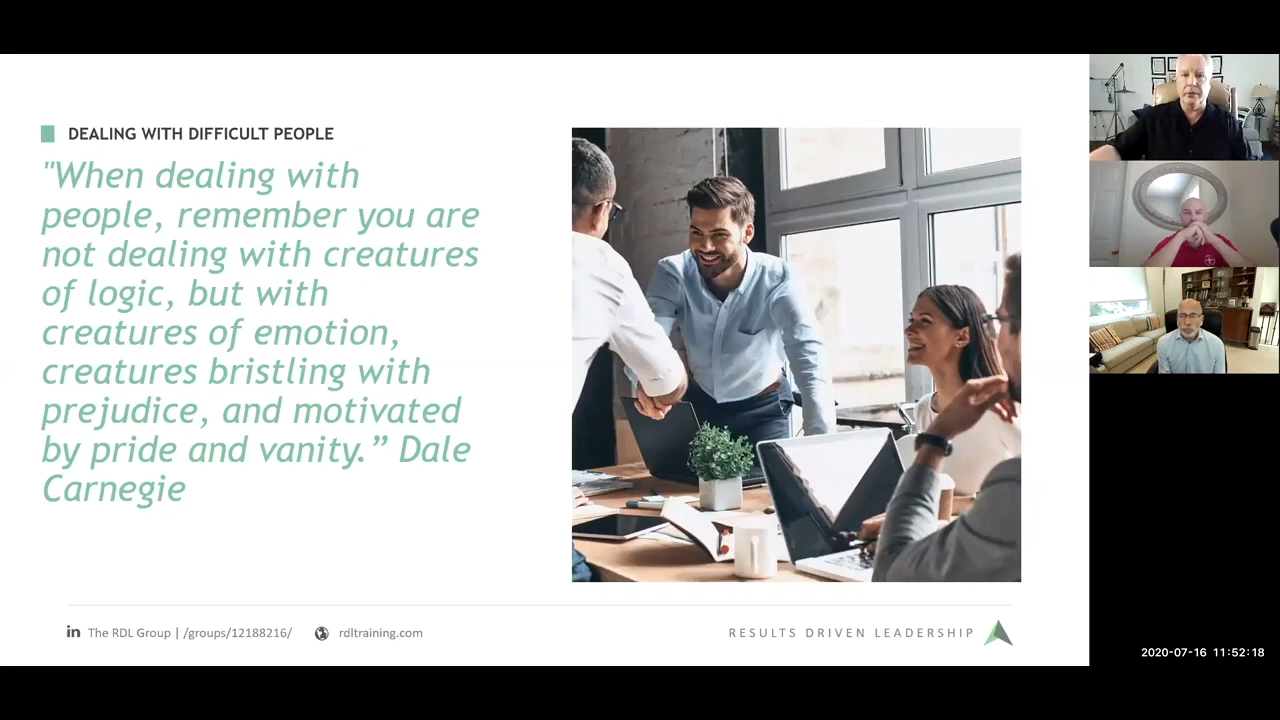 DEALING WITH DIFFICULT PEOPLE
"When dealing with
people, remember you are
not dealing with creatures
of logic, but with
creatures of emotion,
creatures bristling with
prejudice, and motivated
by pride and vanity.” Dale
Carnegie
in The RDL Group | /groups/12188216/ rdltraining.com
RESULTS DRIVEN LEADERSHIP
2020-07-16 11:52:18